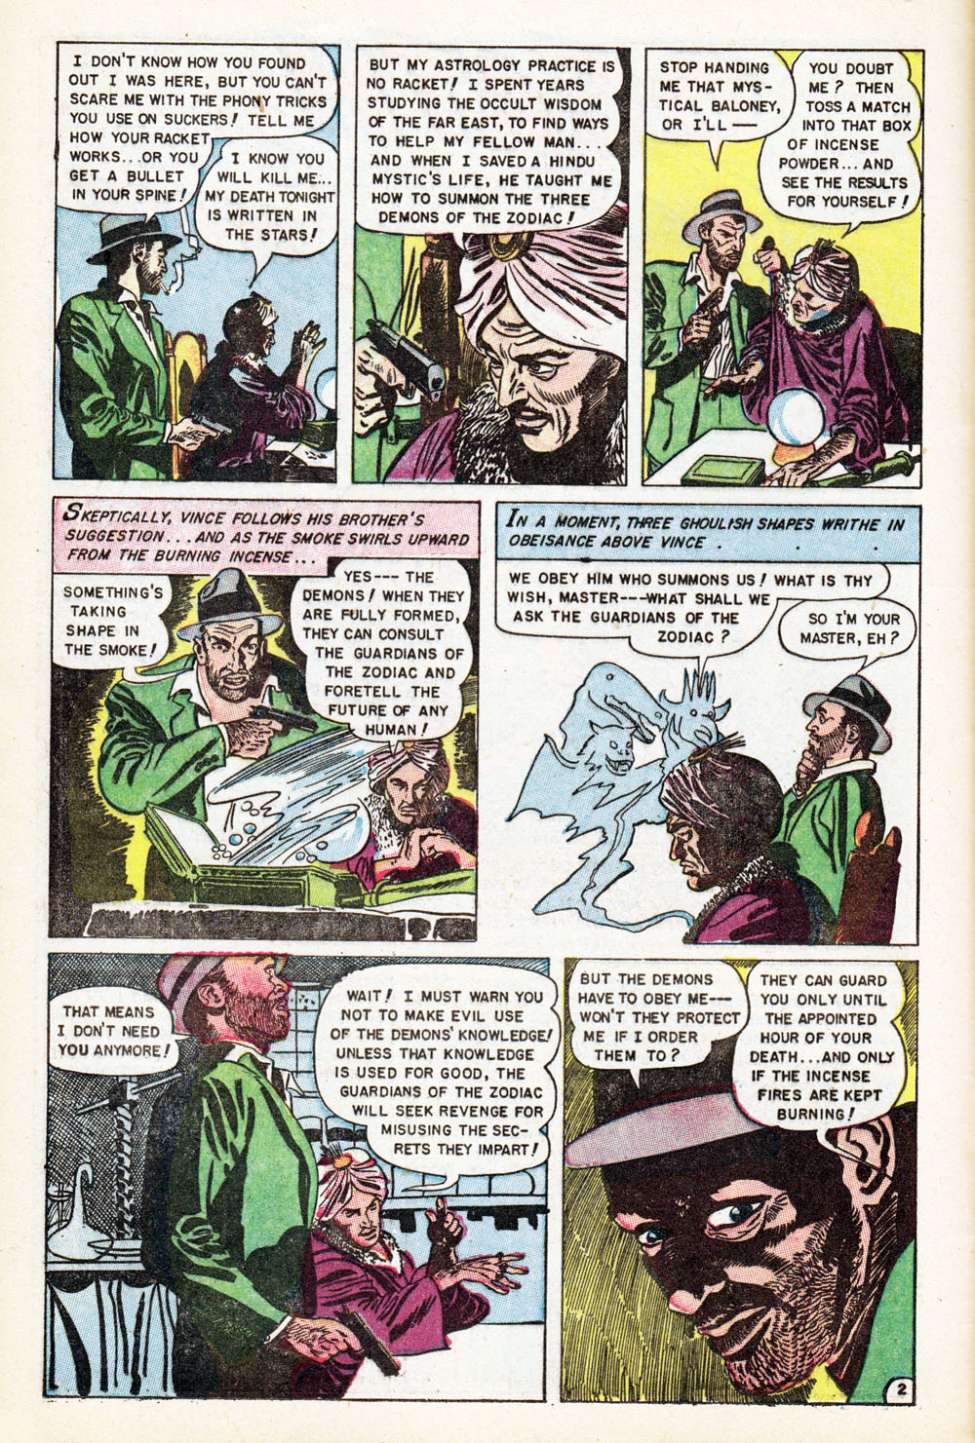 I DON'T KNOW HOW YOU FOUND
OUT I WAS HERE, BUT YOU CAN'T
SCARE ME WITH THE PHONY TRICKS
YOU USE ON SUCKERS! TELL ME
HOW YOUR RACKET
WORKS...OR YOU
GET A BULLET
IN YOUR SPINE!
I KNOW YOU
WILL KILL ME...
MY DEATH TONIGHT
IS WRITTEN IN
THE STARS!
BUT MY ASTROLOGY PRACTICE IS
NO RACKET! I SPENT YEARS
STUDYING THE OCCULT WISDOM
OF THE FAR EAST, TO FIND WAYS
TO HELP MY FELLOW MAN...
AND WHEN I SAVED A HINDU
MYSTIC'S LIFE, HE TAUGHT ME
HOW TO SUMMON THE THREE
DEMONS OF THE ZODIAC!
STOP HANDING
ME THAT MYS-
TICAL BALONEY,
OR I'LL —
YOU DOUBT
ME? THEN
TOSS A MATCH
INTO THAT BOX
OF INCENSE
POWDER... AND
SEE THE RESULTS
FOR YOURSELF!
SKEPTICALLY, VINCE FOLLOWS HIS BROTHER'S
SUGGESTION...AND AS THE SMOKE SWIRLS UPWARD
FROM THE BURNING INCENSE...
SOMETHING'S
TAKING
SHAPE IN
THE SMOKE!
YES--- THE
DEMONS! WHEN THEY
ARE FULLY FORMED,
THEY CAN CONSULT
THE GUARDIANS OF
THE ZODIAC AND
FORETELL THE
FUTURE OF ANY
HUMAN!
IN A MOMENT, THREE GHOULISH SHAPES WRITHE IN
OBEISANCE ABOVE VINCE . . .
WE OBEY HIM WHO SUMMONS US! WHAT IS THY
WISH, MASTER---WHAT SHALL WE
ASK THE GUARDIANS OF THE
ZODIAC?
SO I'M YOUR
MASTER, EH?
THAT MEANS
I DON'T NEED
YOU ANYMORE!
WAIT! I MUST WARN YOU
NOT TO MAKE EVIL USE
OF THE DEMONS' KNOWLEDGE!
UNLESS THAT KNOWLEDGE
IS USED FOR GOOD, THE
GUARDIANS OF THE ZODIAC
WILL SEEK REVENGE FOR
MISUSING THE SEC-
RETS THEY IMPART!
BUT THE DEMONS
HAVE TO OBEY ME---
WON'T THEY PROTECT
ME IF I ORDER
THEM TO?
THEY CAN GUARD
YOU ONLY UNTIL
THE APPOINTED
HOUR OF YOUR
DEATH...AND ONLY
IF THE INCENSE
FIRES ARE KEPT
BURNING!
2